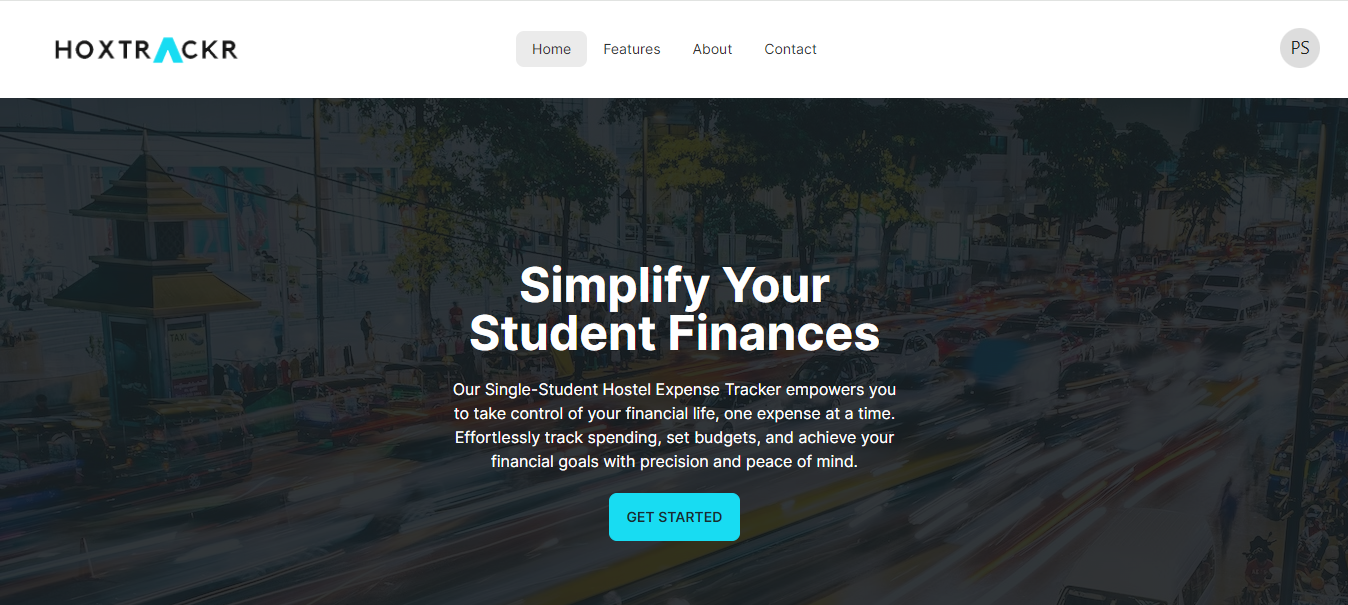 HOXTRACKR
Home
Features
About
Contact
PS
Simplify Your
Student Finances
Our Single-Student Hostel Expense Tracker empowers you
to take control of your financial life, one expense at a time.
Effortlessly track spending, set budgets, and achieve your
financial goals with precision and peace of mind.
GET STARTED
TAXI